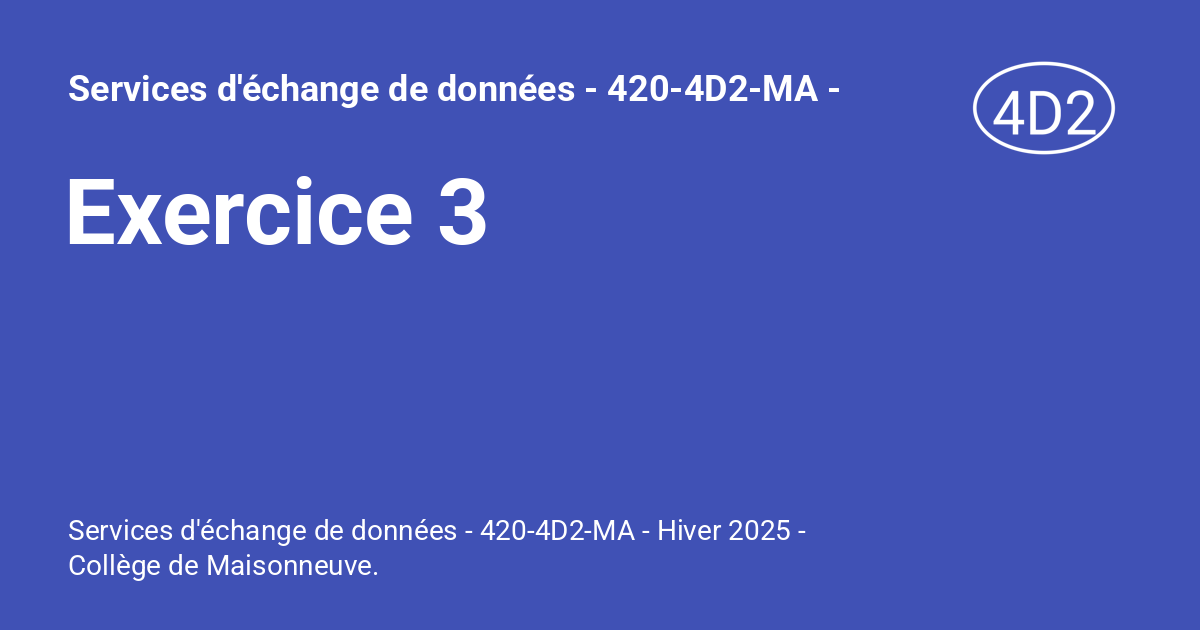 Services d'échange de données - 420-4D2-MA -
4D2
Exercice 3
Services d'échange de données - 420-4D2-MA - Hiver 2025 -
Collège de Maisonneuve.